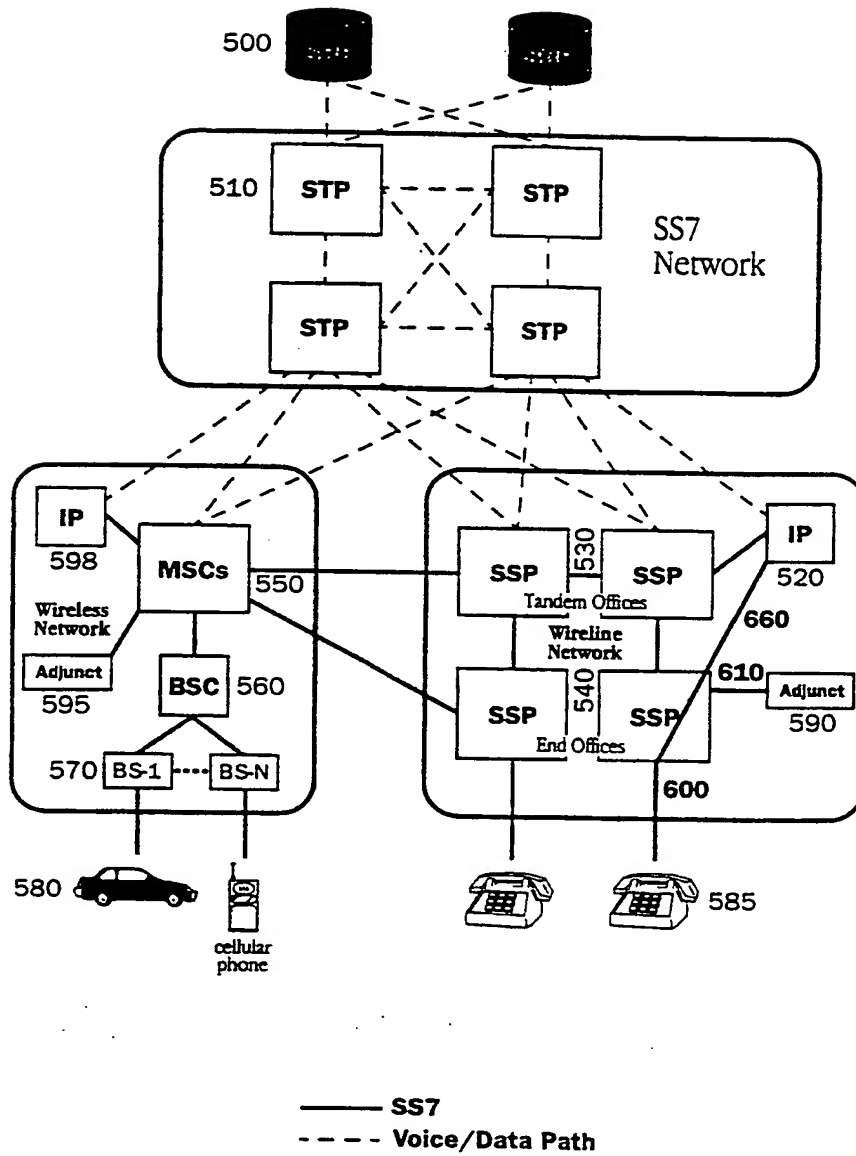 500
510
STP
STP
SS7
Network
STP
STP
IP
598
MSCs
550
Wireless
Network
Adjunct
595
BSC
560
570
BS-1
BS-N
580
cellular
phone
SSP
530
SSP
Tandem Offices
IP
520
660
Wireline
Network
610
SSP
540
SSP
End Offices
Adjunct
590
600
585
SS7
Voice/Data Path